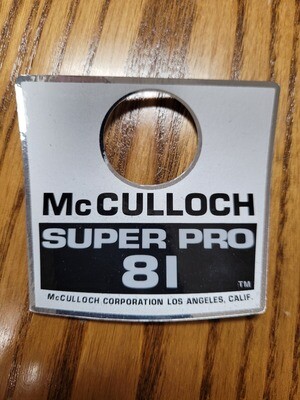 McCULLOCH
SUPER PRO
81
TM
McCULLOCH CORPORATION LOS ANGELES, CALIF.